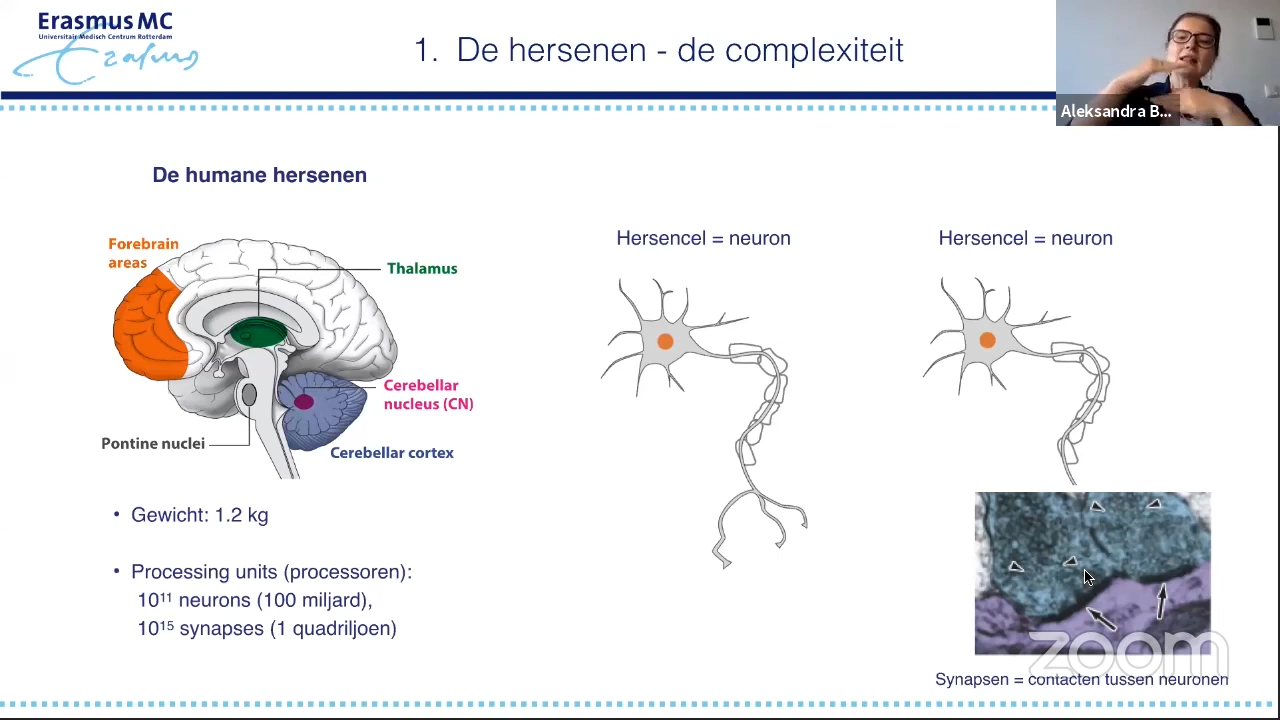 Erasmus MC
Universitair Medisch Centrum Rotterdam
Erasmus
1. De hersenen - de complexiteit
Aleksandra B...
De humane hersenen
Forebrain
areas
Thalamus
Cerebellar
nucleus (CN)
Pontine nuclei
Cerebellar cortex
• Gewicht: 1.2 kg
• Processing units (processoren):
10¹¹ neurons (100 miljard),
10¹⁵ synapses (1 quadriljoen)
Hersencel = neuron
Hersencel = neuron
zoom
Synapsen = contacten tussen neuronen